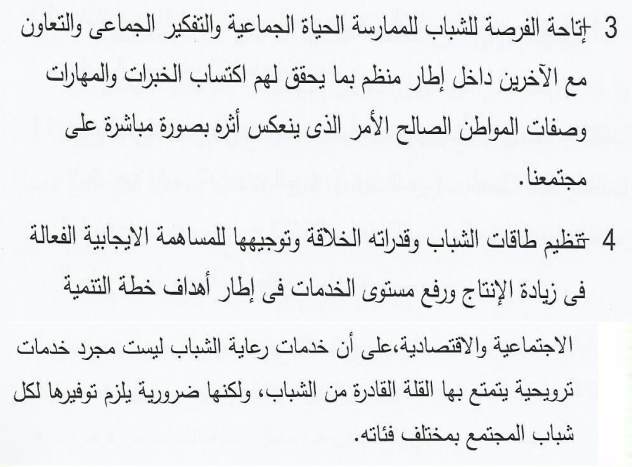 3 - إتاحة الفرصة للشباب للممارسة الحياة الجماعية والتفكير الجماعى والتعاون
مع الآخرين داخل إطار منظم بما يحقق لهم اكتساب الخبرات والمهارات
وصفات المواطن الصالح الأمر الذى ينعكس أثره بصورة مباشرة على
مجتمعنا.
4 - تنظيم طاقات الشباب وقدراته الخلاقة وتوجيهها للمساهمة الايجابية الفعالة
فى زيادة الإنتاج ورفع مستوى الخدمات فى إطار أهداف خطة التنمية
الاجتماعية والاقتصادية،على أن خدمات رعاية الشباب ليست مجرد خدمات
ترويحية يتمتع بها القلة القادرة من الشباب، ولكنها ضرورية يلزم توفيرها لكل
شباب المجتمع بمختلف فئاته.